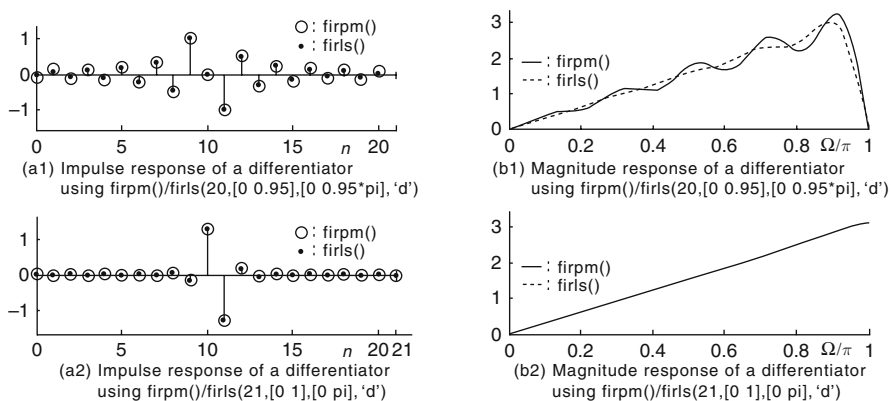 1
0
−1
: firpm()
: firls()
0
5
10
15
n
20
21
(a1) Impulse response of a differentiator
using firpm()/firls(20,[0 0.95],[0 0.95*pi], ‘d’)
3
2
1
0
: firpm()
: firls()
0
0.2
0.4
0.6
0.8
Ω/π
1
(b1) Magnitude response of a differentiator
using firpm()/firls(20,[0 0.95],[0 0.95*pi], ‘d’)
1
0
−1
: firpm()
: firls()
0
5
10
15
n
20
21
(a2) Impulse response of a differentiator
using firpm()/firls(21,[0 1],[0 pi], ‘d’)
3
2
1
0
: firpm()
: firls()
0
0.2
0.4
0.6
0.8
Ω/π
1
(b2) Magnitude response of a differentiator
using firpm()/firls(21,[0 1],[0 pi], ‘d’)